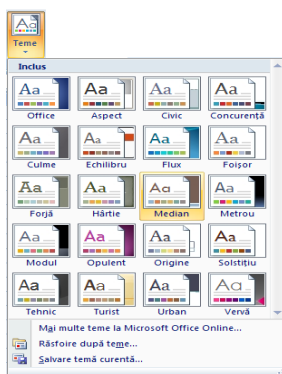 Aa
Teme
Inclus
Aa Aa Aa Aa
Office Aspect Civic Concurență
Aa Aa Aa Aa
Culme Echilibru Flux Foișor
Aa Aa Aa Aa
Forjă Hârtie Median Metrou
Aa Aa Aa Aa
Modul Opulent Origine Solstițiu
Aa Aa Aa Aa
Tehnic Turist Urban Vervă
Mai multe teme la Microsoft Office Online...
Răsfoire după teme...
Salvare temă curentă...